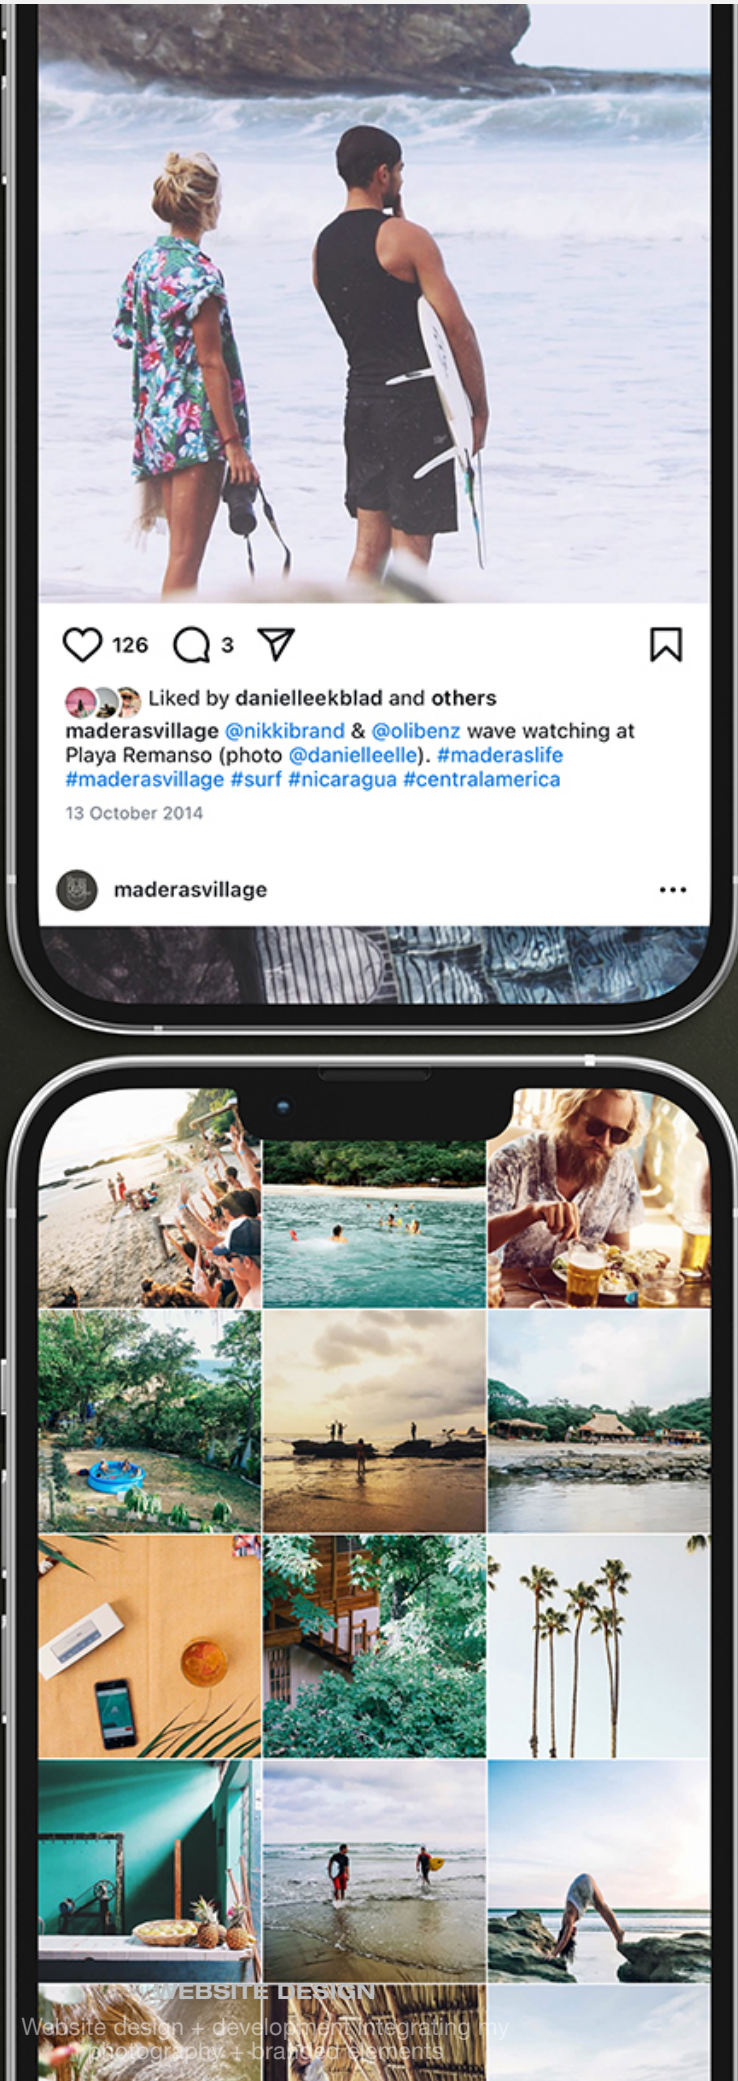 126 3
Liked by danielleekblad and others
maderasvillage @nikkibrand & @olibenz wave watching at
Playa Remanso (photo @danielleelle). #maderaslife
#maderasvillage #surf #nicaragua #centralamerica
13 October 2014
maderasvillage
WEBSITE DESIGN
Website design + development integrating my
photography + branded elements